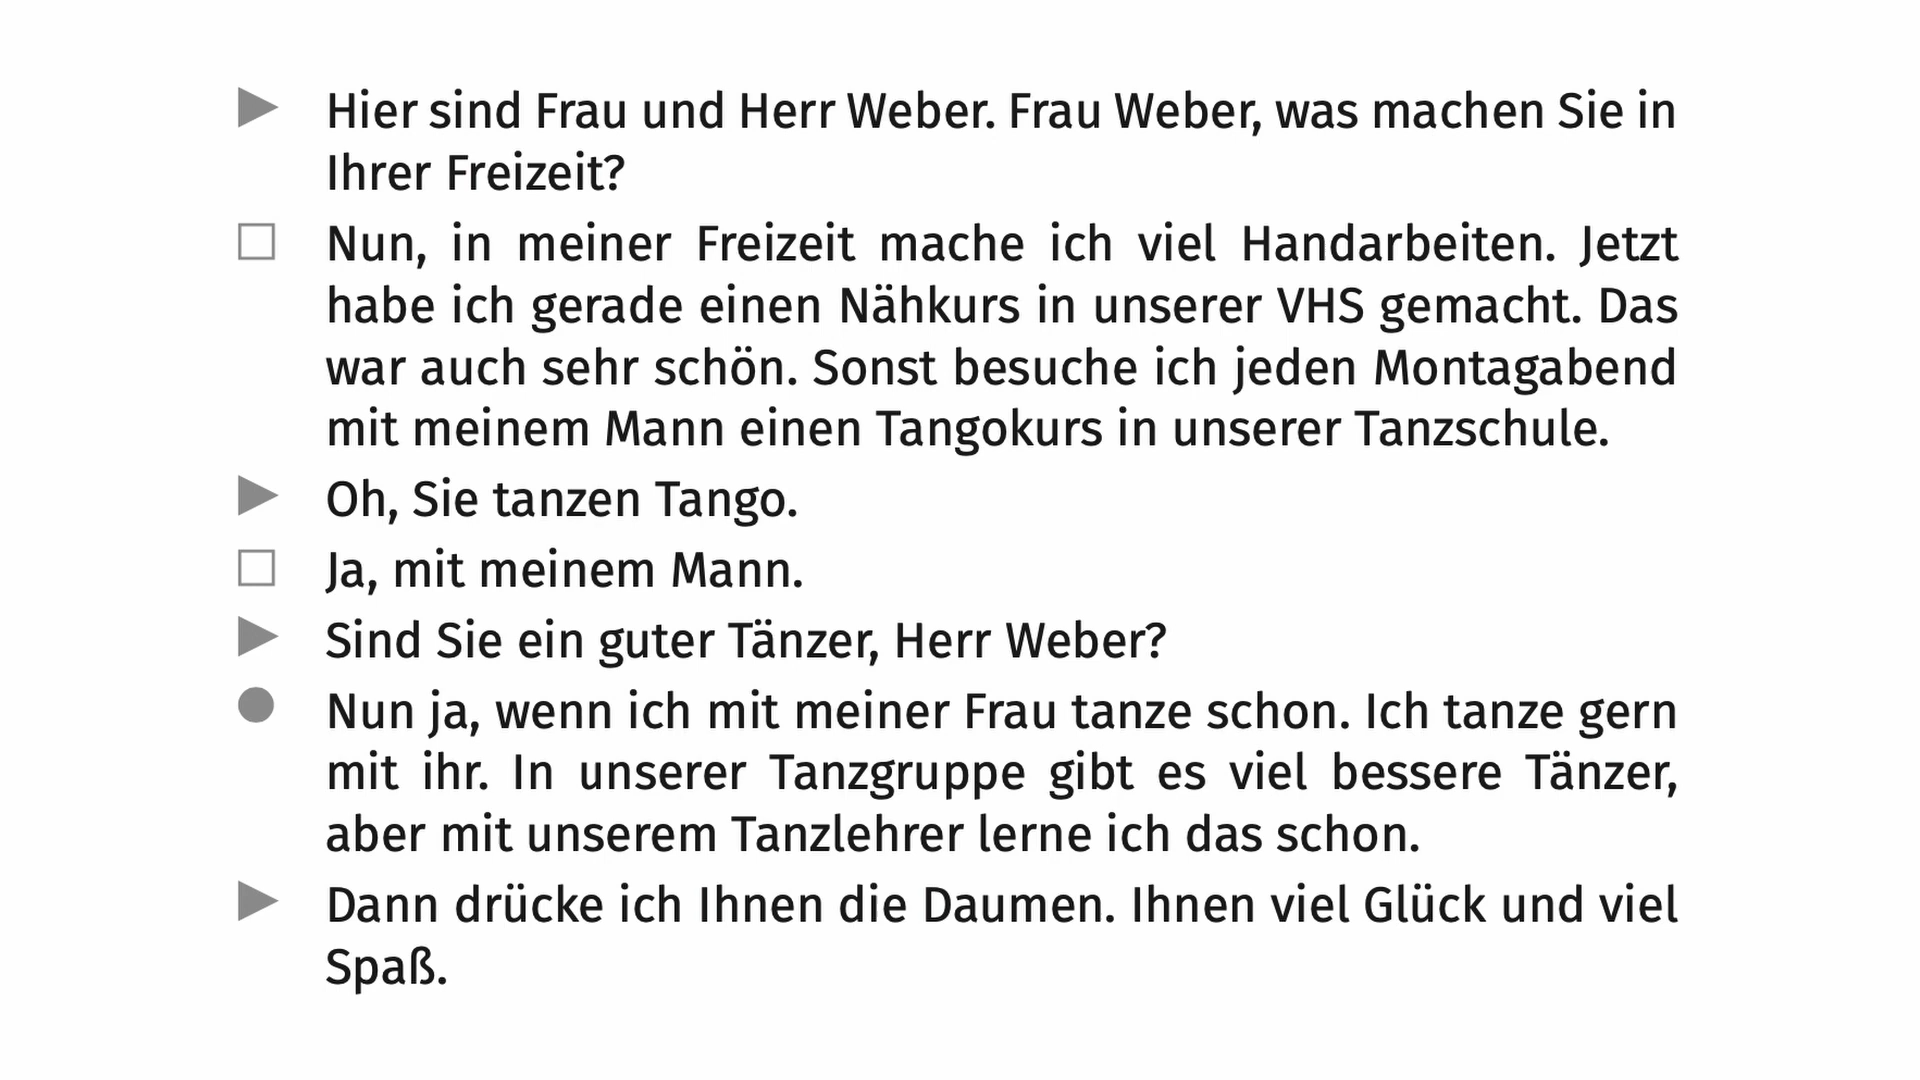 ▶ Hier sind Frau und Herr Weber. Frau Weber, was machen Sie in
Ihrer Freizeit?
□ Nun, in meiner Freizeit mache ich viel Handarbeiten. Jetzt
habe ich gerade einen Nähkurs in unserer VHS gemacht. Das
war auch sehr schön. Sonst besuche ich jeden Montagabend
mit meinem Mann einen Tangokurs in unserer Tanzschule.
▶ Oh, Sie tanzen Tango.
□ Ja, mit meinem Mann.
▶ Sind Sie ein guter Tänzer, Herr Weber?
● Nun ja, wenn ich mit meiner Frau tanze schon. Ich tanze gern
mit ihr. In unserer Tanzgruppe gibt es viel bessere Tänzer,
aber mit unserem Tanzlehrer lerne ich das schon.
▶ Dann drücke ich Ihnen die Daumen. Ihnen viel Glück und viel
Spaß.